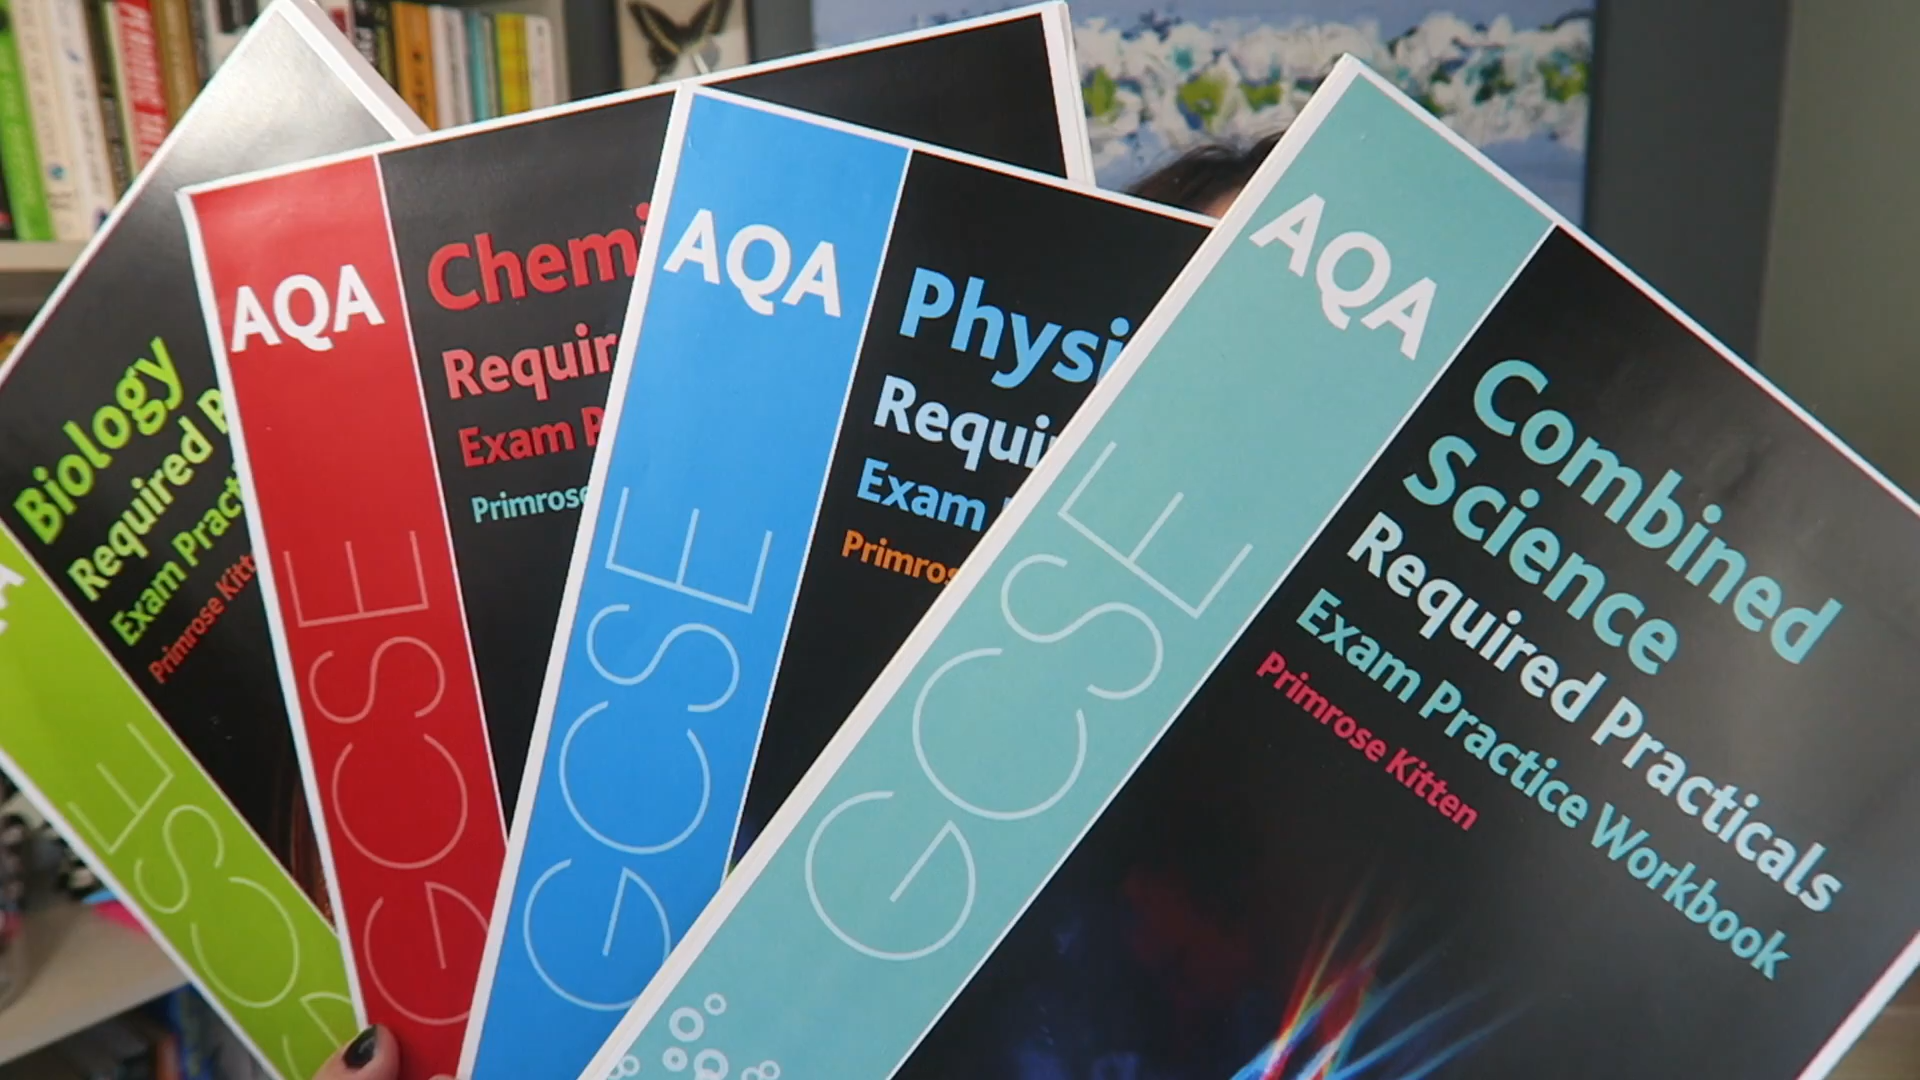 Biology
Required
Exam Pract
Primrose Kitt
GCSE
AQA
Chemi
Requir
Exam P
Primrose
GCSE
AQA
Physi
Requi
Exam
Primros
GCSE
AQA
Combined
Science
Required Practicals
Exam Practice Workbook
Primrose Kitten
GCSE